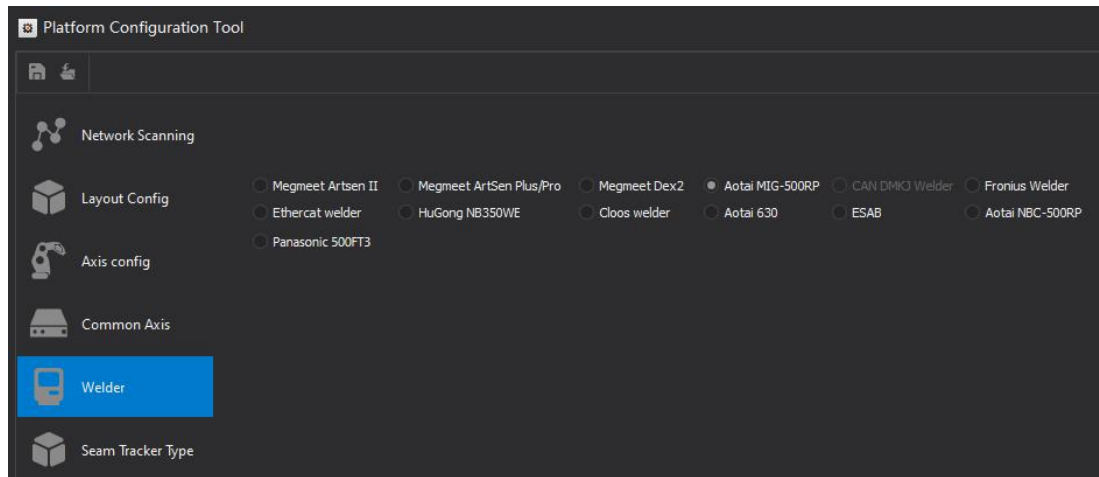 Platform Configuration Tool
Network Scanning
Layout Config
Axis config
Common Axis
Welder
Seam Tracker Type
Megmeet Artsen II Megmeet ArtSen Plus/Pro Megmeet Dex2 Aotai MIG-500RP CAN DMKJ Welder Fronius Welder
Ethercat welder HuGong NB350WE Cloos welder Aotai 630 ESAB Aotai NBC-500RP
Panasonic 500FT3